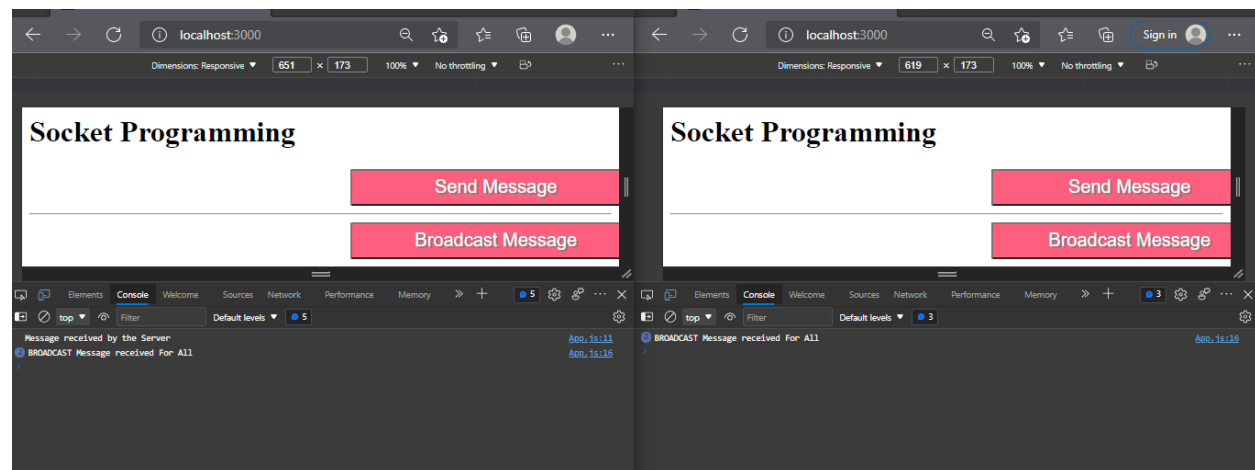 localhost:3000
Dimensions: Responsive ▼ 651 × 173 100% ▼ No throttling ▼
Socket Programming
Send Message
Broadcast Message
Elements Console Welcome Sources Network Performance Memory » + 5
top ▼ Filter Default levels ▼ 5
Message received by the Server App.js:11
2 BROADCAST Message received For All App.js:16
localhost:3000 Sign in
Dimensions: Responsive ▼ 619 × 173 100% ▼ No throttling ▼
Socket Programming
Send Message
Broadcast Message
Elements Console Welcome Sources Network Performance Memory » + 3
top ▼ Filter Default levels ▼ 3
2 BROADCAST Message received For All App.js:16